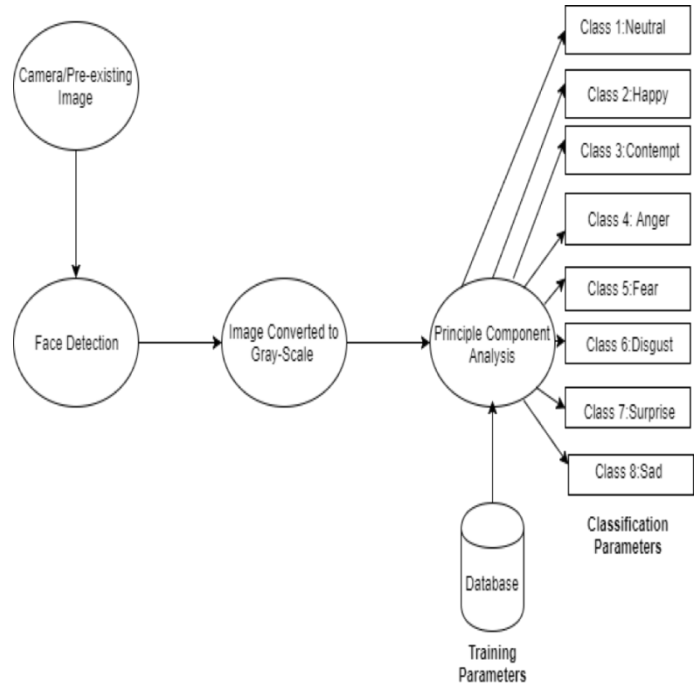 Camera/Pre-existing
Image
Face Detection
Image Converted to
Gray-Scale
Principle Component
Analysis
Class 1:Neutral
Class 2:Happy
Class 3:Contempt
Class 4: Anger
Class 5:Fear
Class 6:Disgust
Class 7:Surprise
Class 8:Sad
Classification
Parameters
Database
Training
Parameters